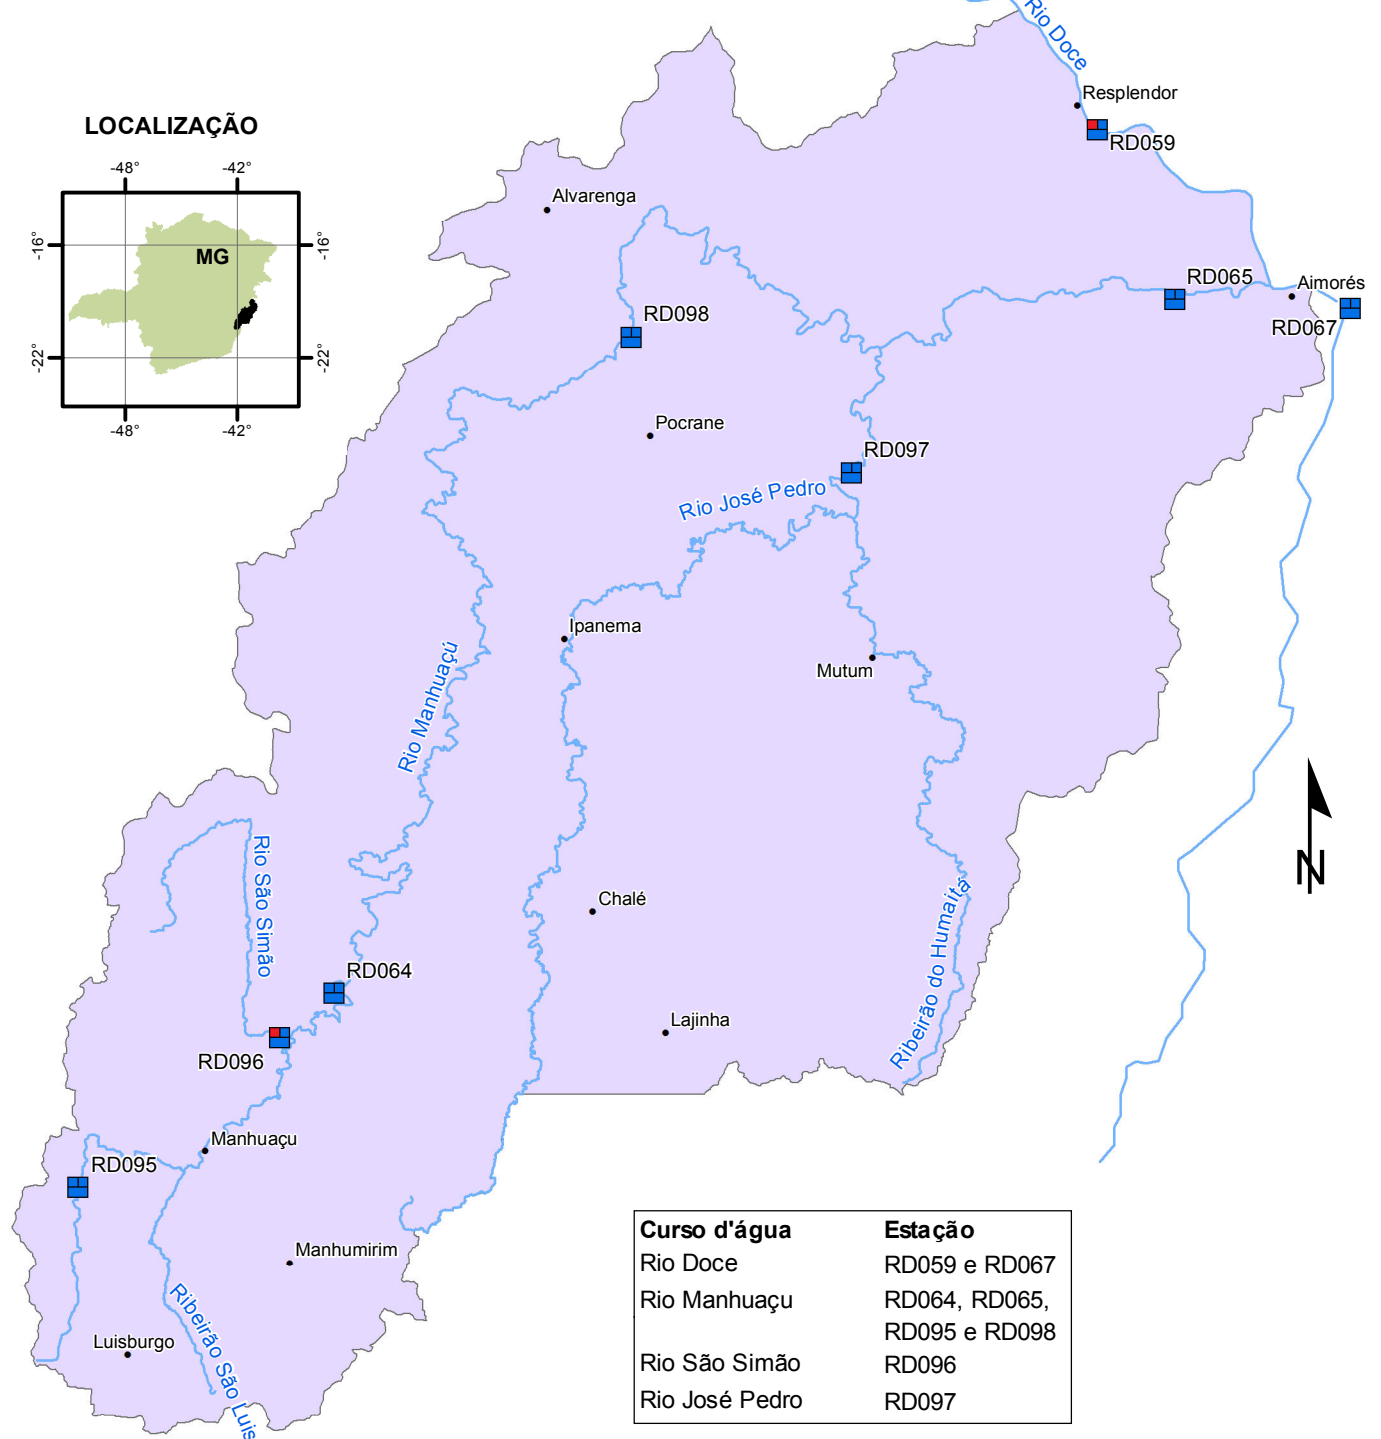 Rio Doce
Resplendor
RD059
LOCALIZAÇÃO
-48°
-42°
-16°
-16°
MG
-22°
-22°
-48°
-42°
Alvarenga
RD098
RD065
Aimorés
RD067
Pocrane
RD097
Rio José Pedro
Ipanema
Mutum
Rio Manhuaçú
Rio São Simão
Chalé
Ribeirão do Humaitá
RD064
Lajinha
RD096
Manhuaçu
RD095
Manhumirim
Ribeirão São Luis
Luisburgo
N
Curso d'água Estação
Rio Doce RD059 e RD067
Rio Manhuaçu RD064, RD065,
RD095 e RD098
Rio São Simão RD096
Rio José Pedro RD097